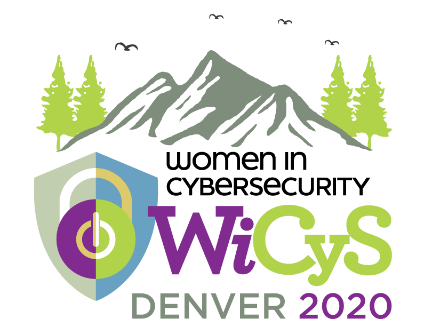 women in
cybersecurity
WiCyS
DENVER 2020